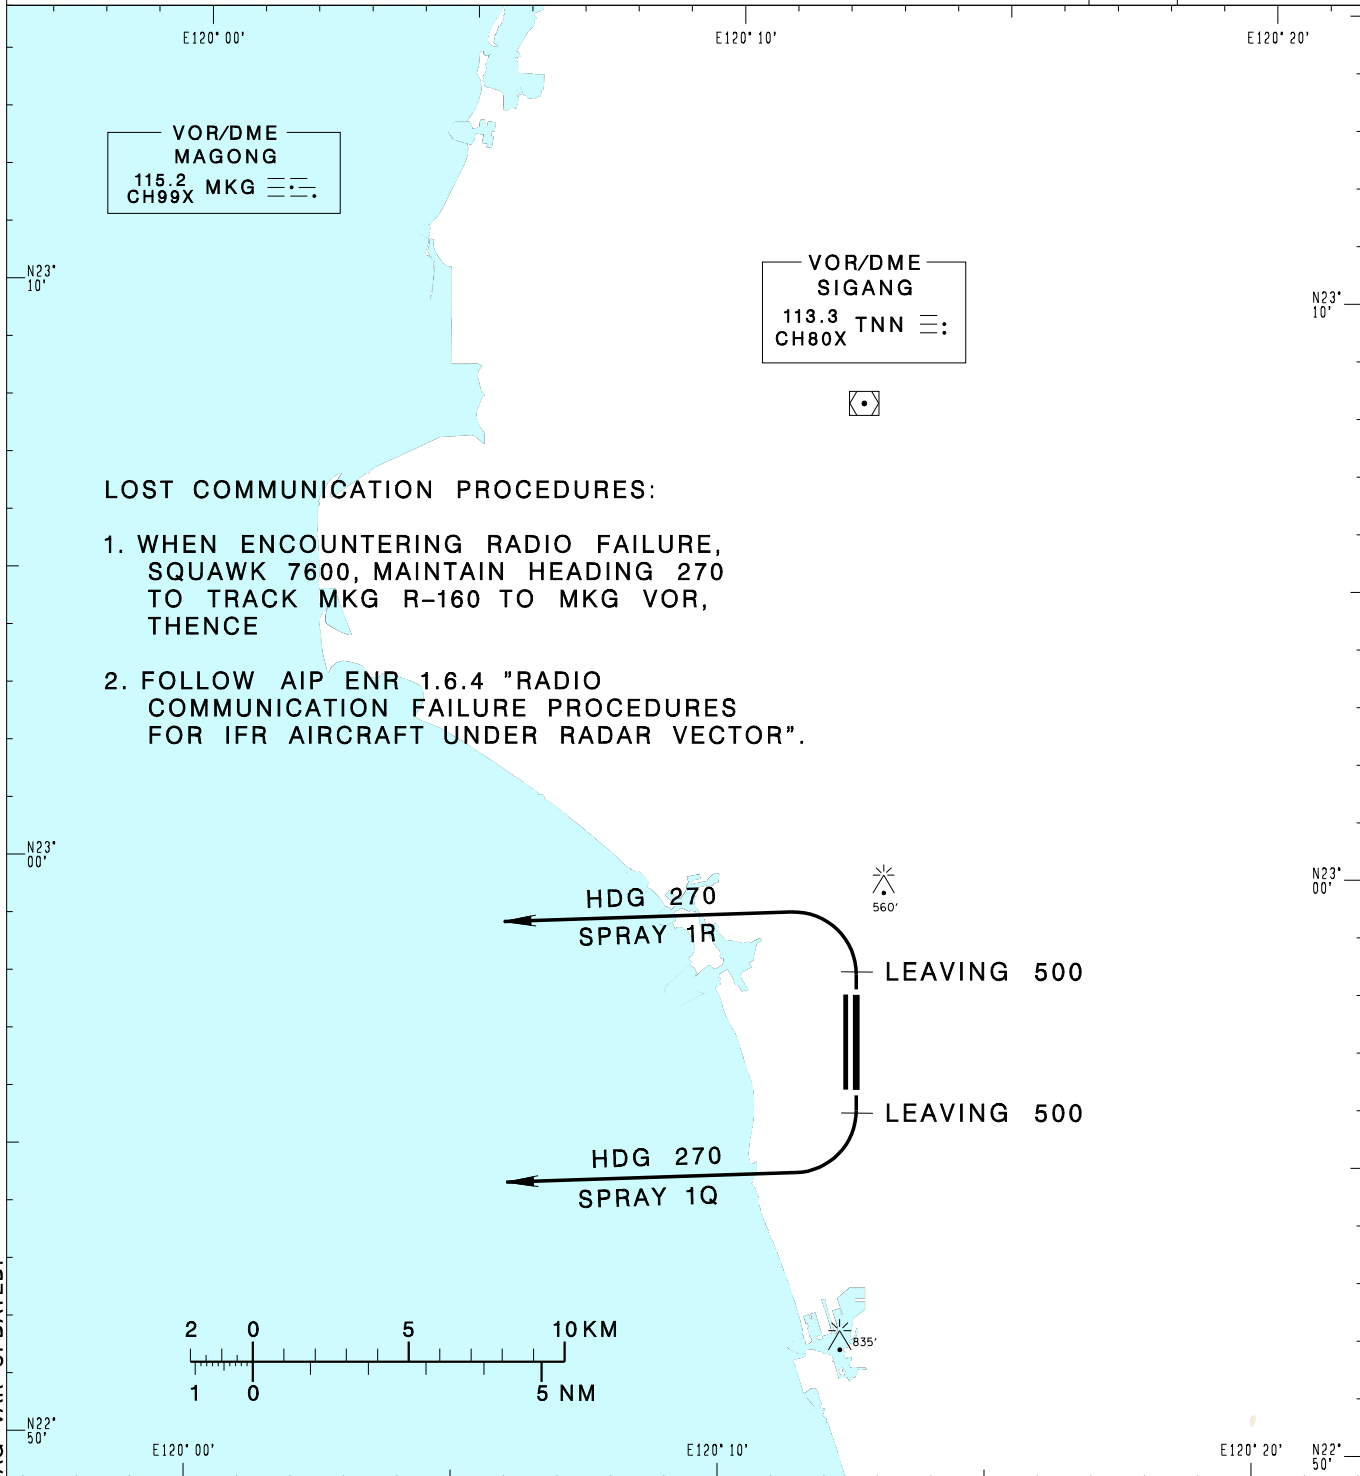 E120° 00'
E120° 10'
E120° 20'
VOR/DME
MAGONG
115.2
CH99X MKG
N23°
10'
VOR/DME
SIGANG
113.3
CH80X TNN
N23°
10'
LOST COMMUNICATION PROCEDURES:
1. WHEN ENCOUNTERING RADIO FAILURE,
SQUAWK 7600, MAINTAIN HEADING 270
TO TRACK MKG R-160 TO MKG VOR,
THENCE
2. FOLLOW AIP ENR 1.6.4 "RADIO
COMMUNICATION FAILURE PROCEDURES
FOR IFR AIRCRAFT UNDER RADAR VECTOR".
N23°
00'
N23°
00'
560'
HDG 270
SPRAY 1R
LEAVING 500
LEAVING 500
HDG 270
SPRAY 1Q
835'
2 0 5 10 KM
1 0 5 NM
N22°
50'
E120° 00'
E120° 10'
E120° 20'
N22°
50'